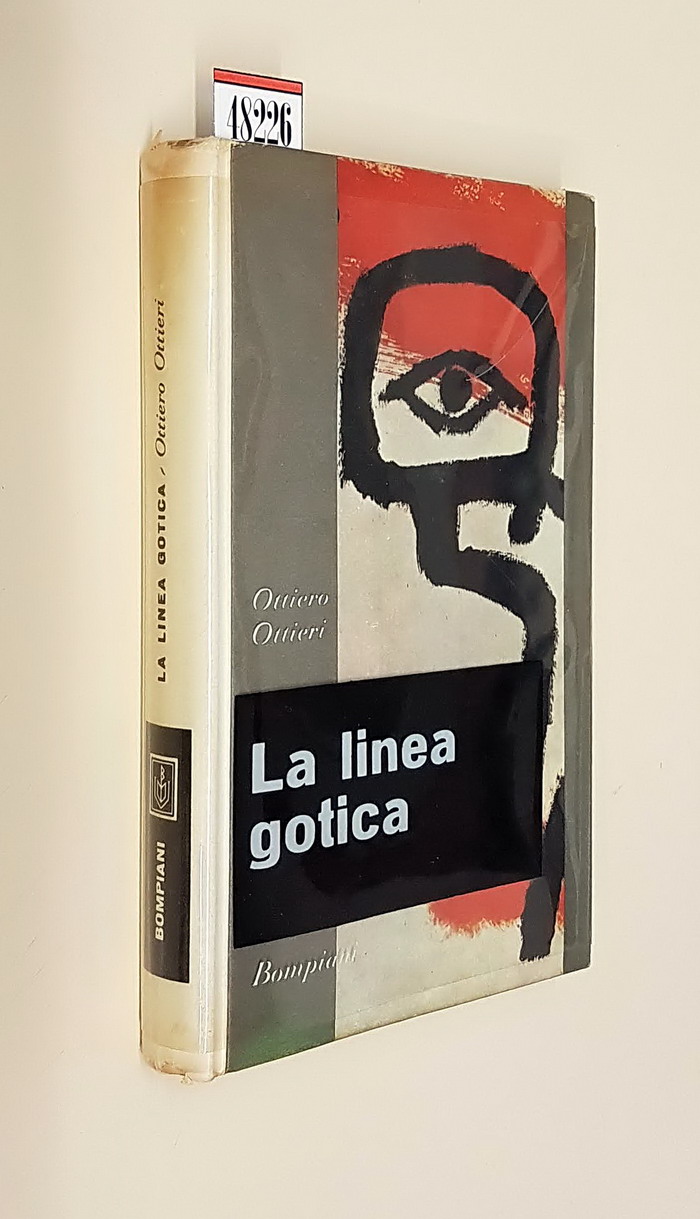 48226
LA LINEA GOTICA / Ottiero Ottieri
BOMPIANI
Ottiero
Ottieri
La linea
gotica
Bompiani